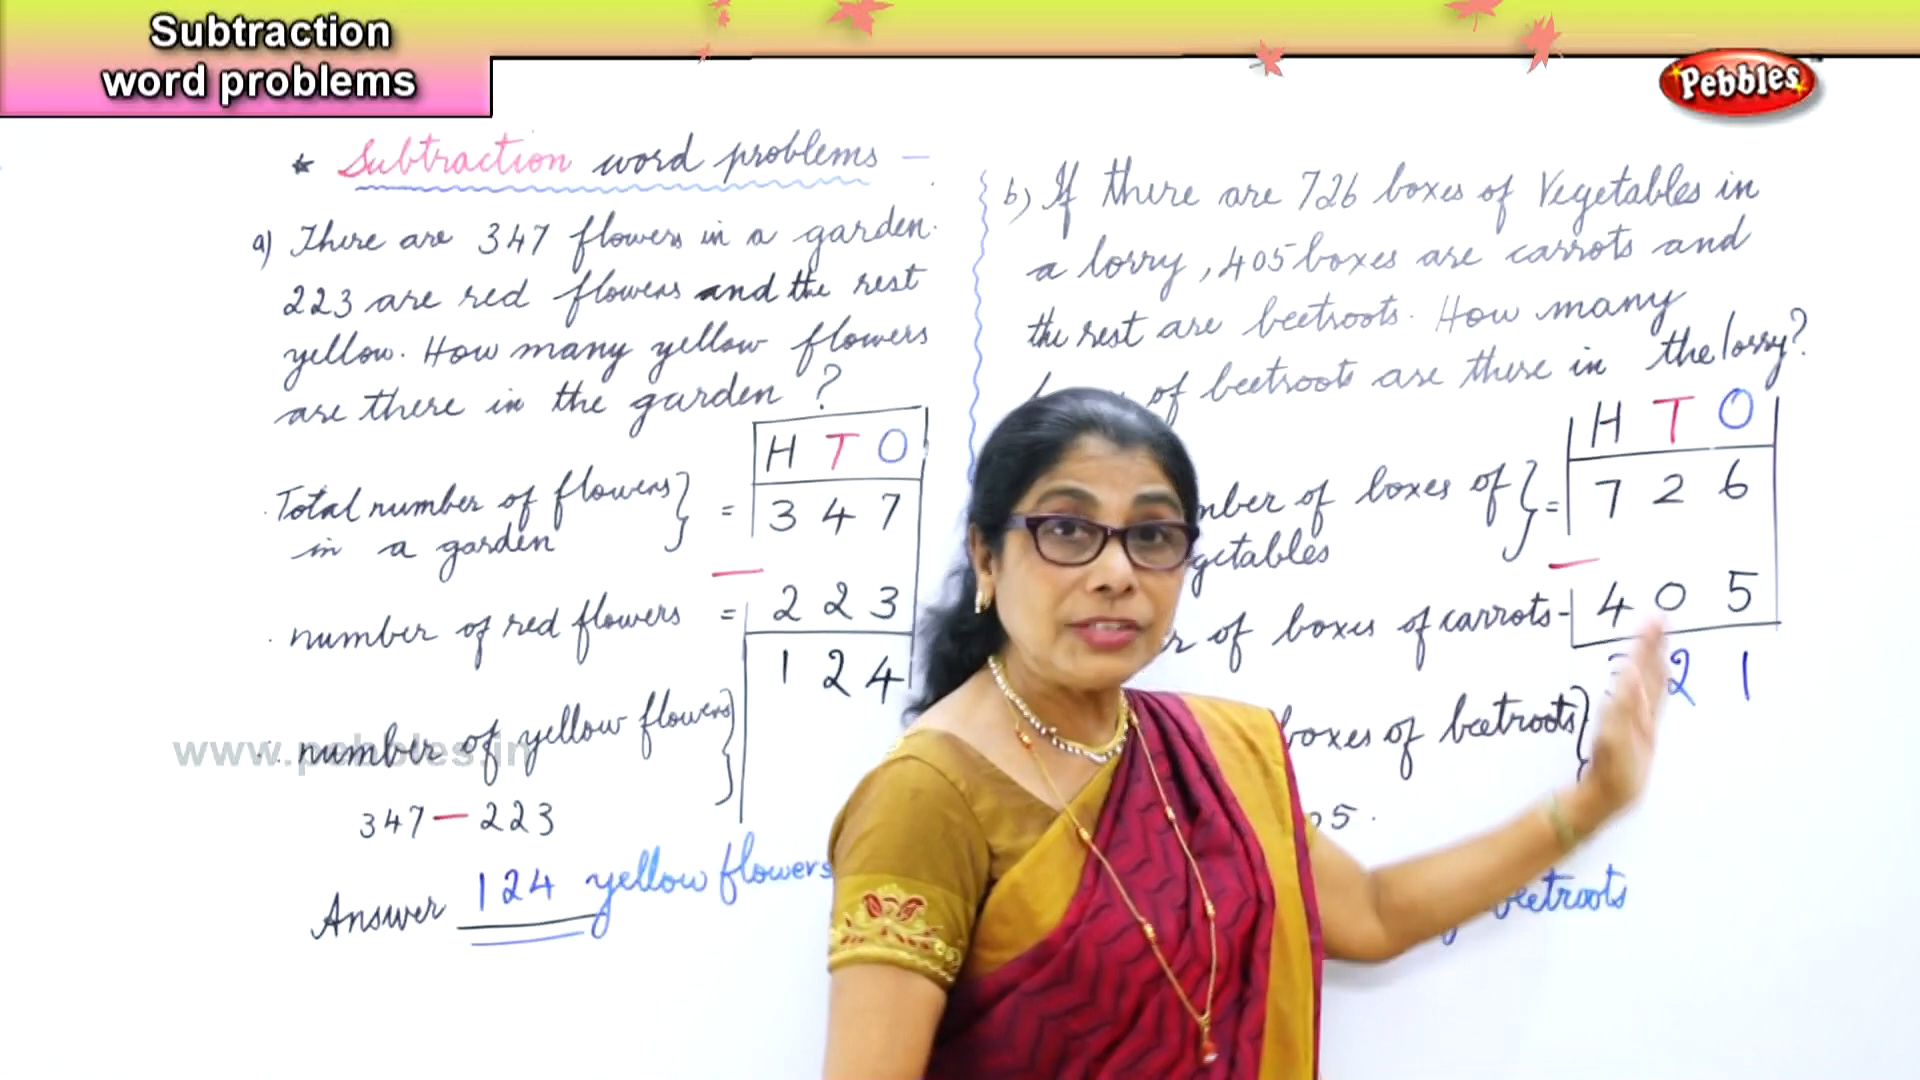 Subtraction
word problems
Pebbles
* Subtraction word problems –
a) There are 347 flowers in a garden.
223 are red flowers and the rest
yellow. How many yellow flowers
are there in the garden?
H T O
Total number of flowers } = 3 4 7
in a garden
–
number of red flowers = 2 2 3
1 2 4
∴ number of yellow flowers }
347 – 223
Answer 124 yellow flowers
b) If there are 726 boxes of Vegetables in
a lorry, 405 boxes are carrots and
the rest are beetroots. How many
of beetroots are there in the lorry?
H T O
of boxes of } = 7 2 6
–
of boxes of carrots - 4 0 5
2 1
boxes of beetroots }
5.
beetroots
www.pebbles.in